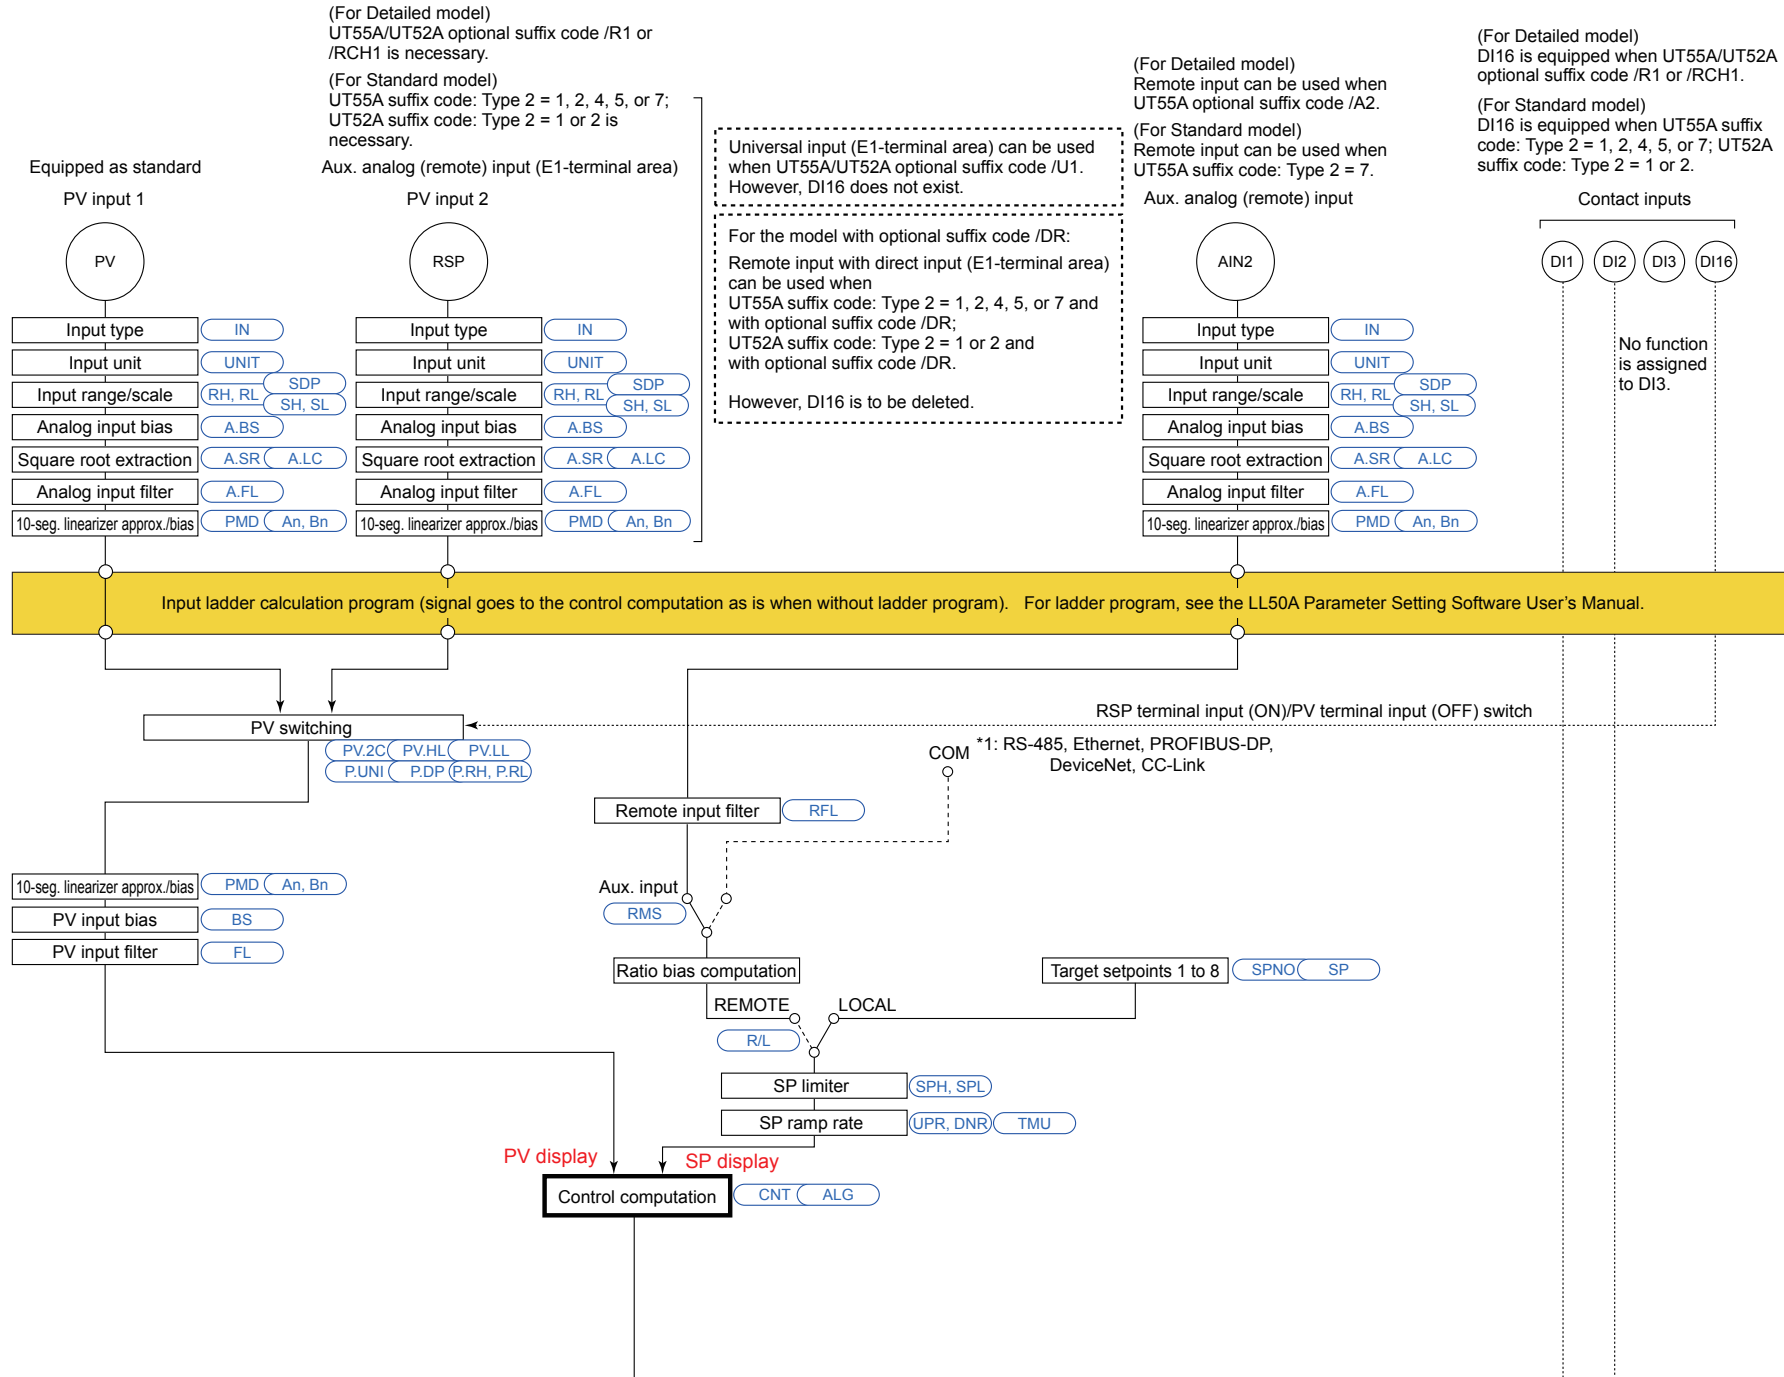 (For Detailed model)
UT55A/UT52A optional suffix code /R1 or
/RCH1 is necessary.
(For Standard model)
UT55A suffix code: Type 2 = 1, 2, 4, 5, or 7;
UT52A suffix code: Type 2 = 1 or 2 is
necessary.
(For Detailed model)
Remote input can be used when
UT55A optional suffix code /A2.
(For Standard model)
Remote input can be used when
UT55A suffix code: Type 2 = 7.
(For Detailed model)
DI16 is equipped when UT55A/UT52A
optional suffix code /R1 or /RCH1.
(For Standard model)
DI16 is equipped when UT55A suffix
code: Type 2 = 1, 2, 4, 5, or 7; UT52A
suffix code: Type 2 = 1 or 2.
Universal input (E1-terminal area) can be used
when UT55A/UT52A optional suffix code /U1.
However, DI16 does not exist.
For the model with optional suffix code /DR:
Remote input with direct input (E1-terminal area)
can be used when
UT55A suffix code: Type 2 = 1, 2, 4, 5, or 7 and
with optional suffix code /DR;
UT52A suffix code: Type 2 = 1 or 2 and
with optional suffix code /DR.
However, DI16 is to be deleted.
Equipped as standard
PV input 1
PV
Input type IN
Input unit UNIT
Input range/scale RH, RL SDP
SH, SL
Analog input bias A.BS
Square root extraction A.SR A.LC
Analog input filter A.FL
10-seg. linearizer approx./bias PMD An, Bn
Aux. analog (remote) input (E1-terminal area)
PV input 2
RSP
Input type IN
Input unit UNIT
Input range/scale RH, RL SDP
SH, SL
Analog input bias A.BS
Square root extraction A.SR A.LC
Analog input filter A.FL
10-seg. linearizer approx./bias PMD An, Bn
Aux. analog (remote) input
AIN2
Input type IN
Input unit UNIT
Input range/scale RH, RL SDP
SH, SL
Analog input bias A.BS
Square root extraction A.SR A.LC
Analog input filter A.FL
10-seg. linearizer approx./bias PMD An, Bn
Contact inputs
DI1 DI2 DI3 DI16
No function
is assigned
to DI3.
Input ladder calculation program (signal goes to the control computation as is when without ladder program). For ladder program, see the LL50A Parameter Setting Software User's Manual.
RSP terminal input (ON)/PV terminal input (OFF) switch
PV switching
PV.2C PV.HL PV.LL
P.UNI P.DP P.RH, P.RL
COM *1: RS-485, Ethernet, PROFIBUS-DP,
DeviceNet, CC-Link
Remote input filter RFL
10-seg. linearizer approx./bias PMD An, Bn
PV input bias BS
PV input filter FL
Aux. input
RMS
Ratio bias computation
Target setpoints 1 to 8 SPNO SP
REMOTE LOCAL
R/L
SP limiter SPH, SPL
SP ramp rate UPR, DNR TMU
PV display SP display
Control computation CNT ALG